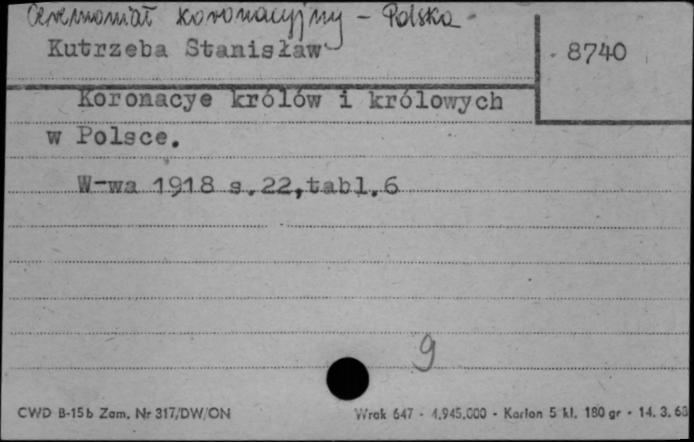 Ceremoniał koronacyjny - Polska
Kutrzeba Stanisław
8740
Koronacye królów i królowych
w Polsce.
W-wa 1918 s.22,tabl.6
9
CWD B-15b Zam. Nr 317/DW/ON
Wrak 647 - 4.945.000 - Karton 5 kl. 180 gr - 14. 3. 63